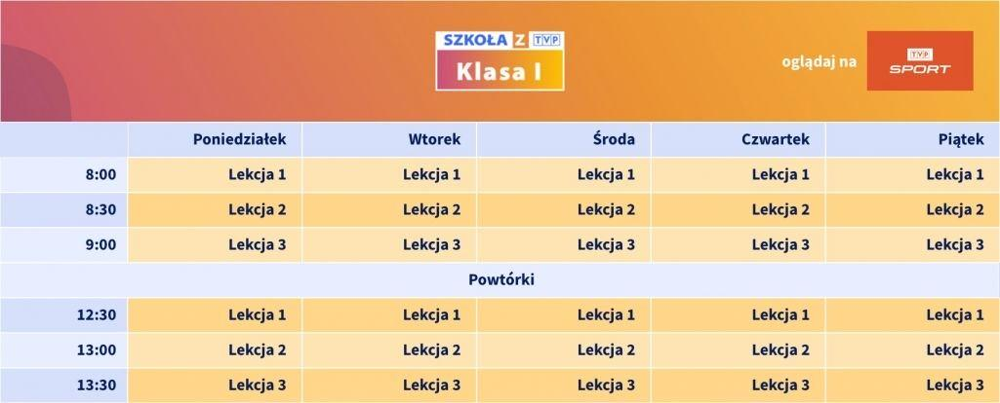 SZKOŁA Z TVP
Klasa I
oglądaj na
TVP
SPORT
Poniedziałek Wtorek Środa Czwartek Piątek
8:00 Lekcja 1 Lekcja 1 Lekcja 1 Lekcja 1 Lekcja 1
8:30 Lekcja 2 Lekcja 2 Lekcja 2 Lekcja 2 Lekcja 2
9:00 Lekcja 3 Lekcja 3 Lekcja 3 Lekcja 3 Lekcja 3
Powtórki
12:30 Lekcja 1 Lekcja 1 Lekcja 1 Lekcja 1 Lekcja 1
13:00 Lekcja 2 Lekcja 2 Lekcja 2 Lekcja 2 Lekcja 2
13:30 Lekcja 3 Lekcja 3 Lekcja 3 Lekcja 3 Lekcja 3